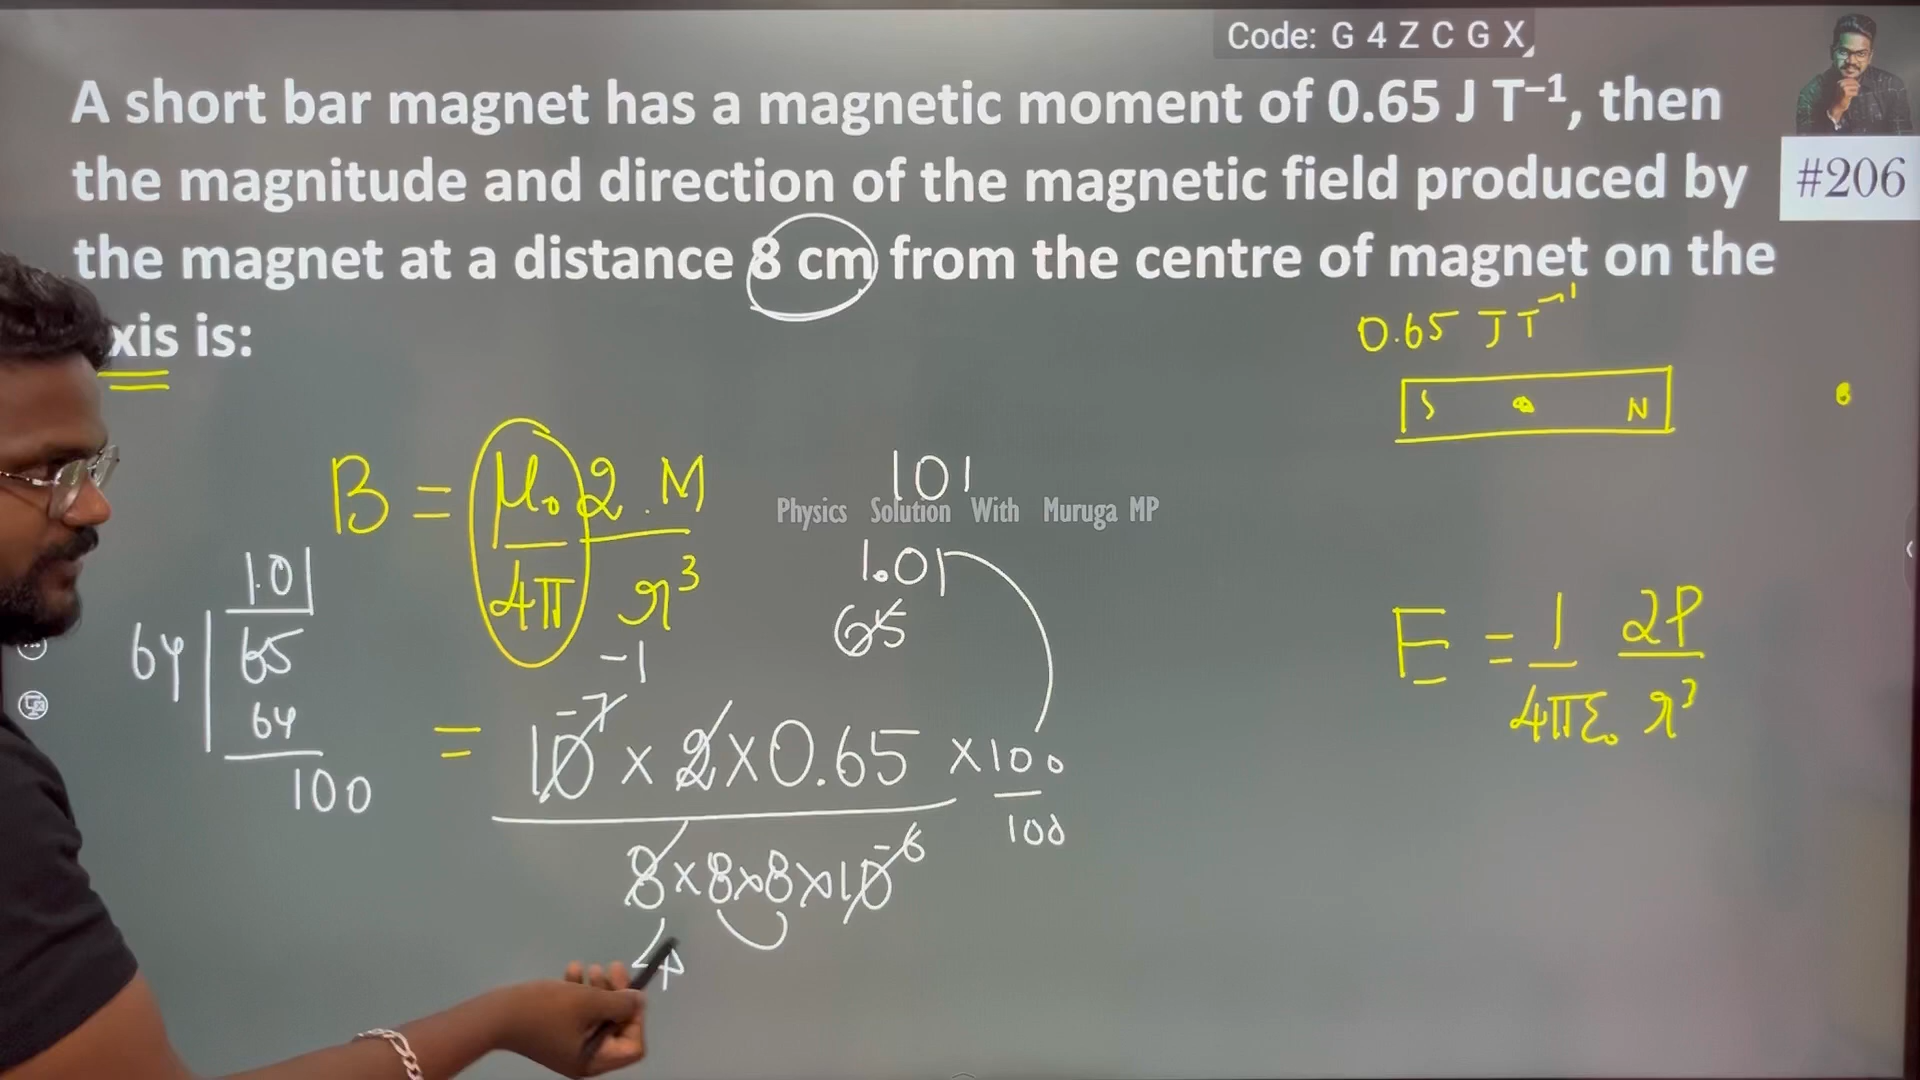 Code: G 4 Z C G X
A short bar magnet has a magnetic moment of 0.65 J T⁻¹, then
the magnitude and direction of the magnetic field produced by
#206
the magnet at a distance 8 cm from the centre of magnet on the
xis is:
0.65 J T⁻¹
S N
B = μ₀/4π 2 . M/r³
101
Physics Solution With Muruga MP
1.01
65
1.01
64 65
64
100
-1
= 10⁻⁷ × 2 × 0.65 × 100
8×8×8×10⁻⁶ 100
4
E = 1/4πε₀ 2P/r³